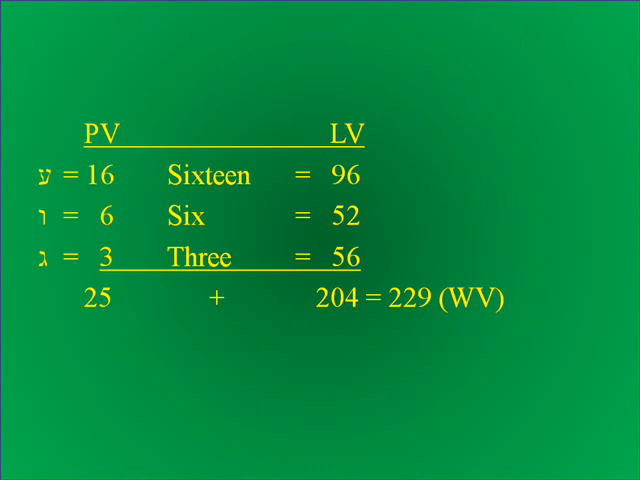 PV LV
ע = 16 Sixteen = 96
ו = 6 Six = 52
ג = 3 Three = 56
25 + 204 = 229 (WV)